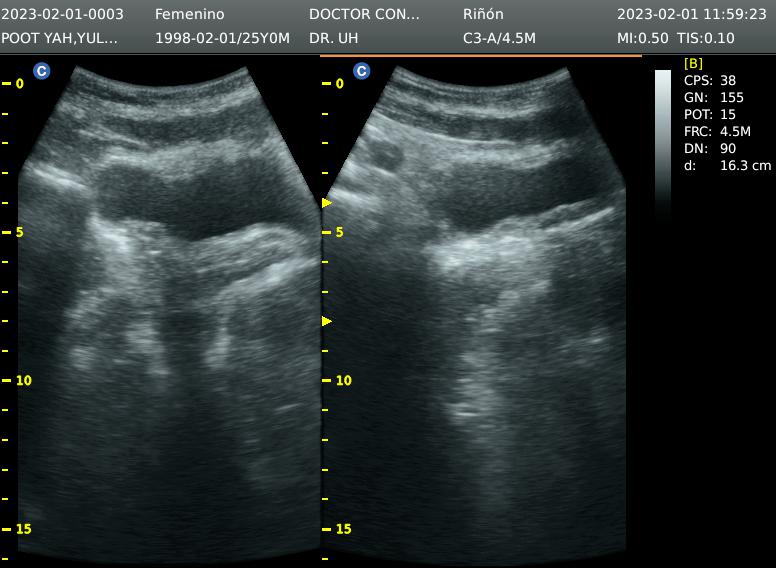 2023-02-01-0003 Femenino DOCTOR CON... Riñón 2023-02-01 11:59:23
POOT YAH,YUL... 1998-02-01/25Y0M DR. UH C3-A/4.5M MI:0.50 TIS:0.10
C C [B]
0 0
CPS: 38
GN: 155
POT: 15
FRC: 4.5M
DN: 90
d: 16.3 cm
5 5
10 10
15 15